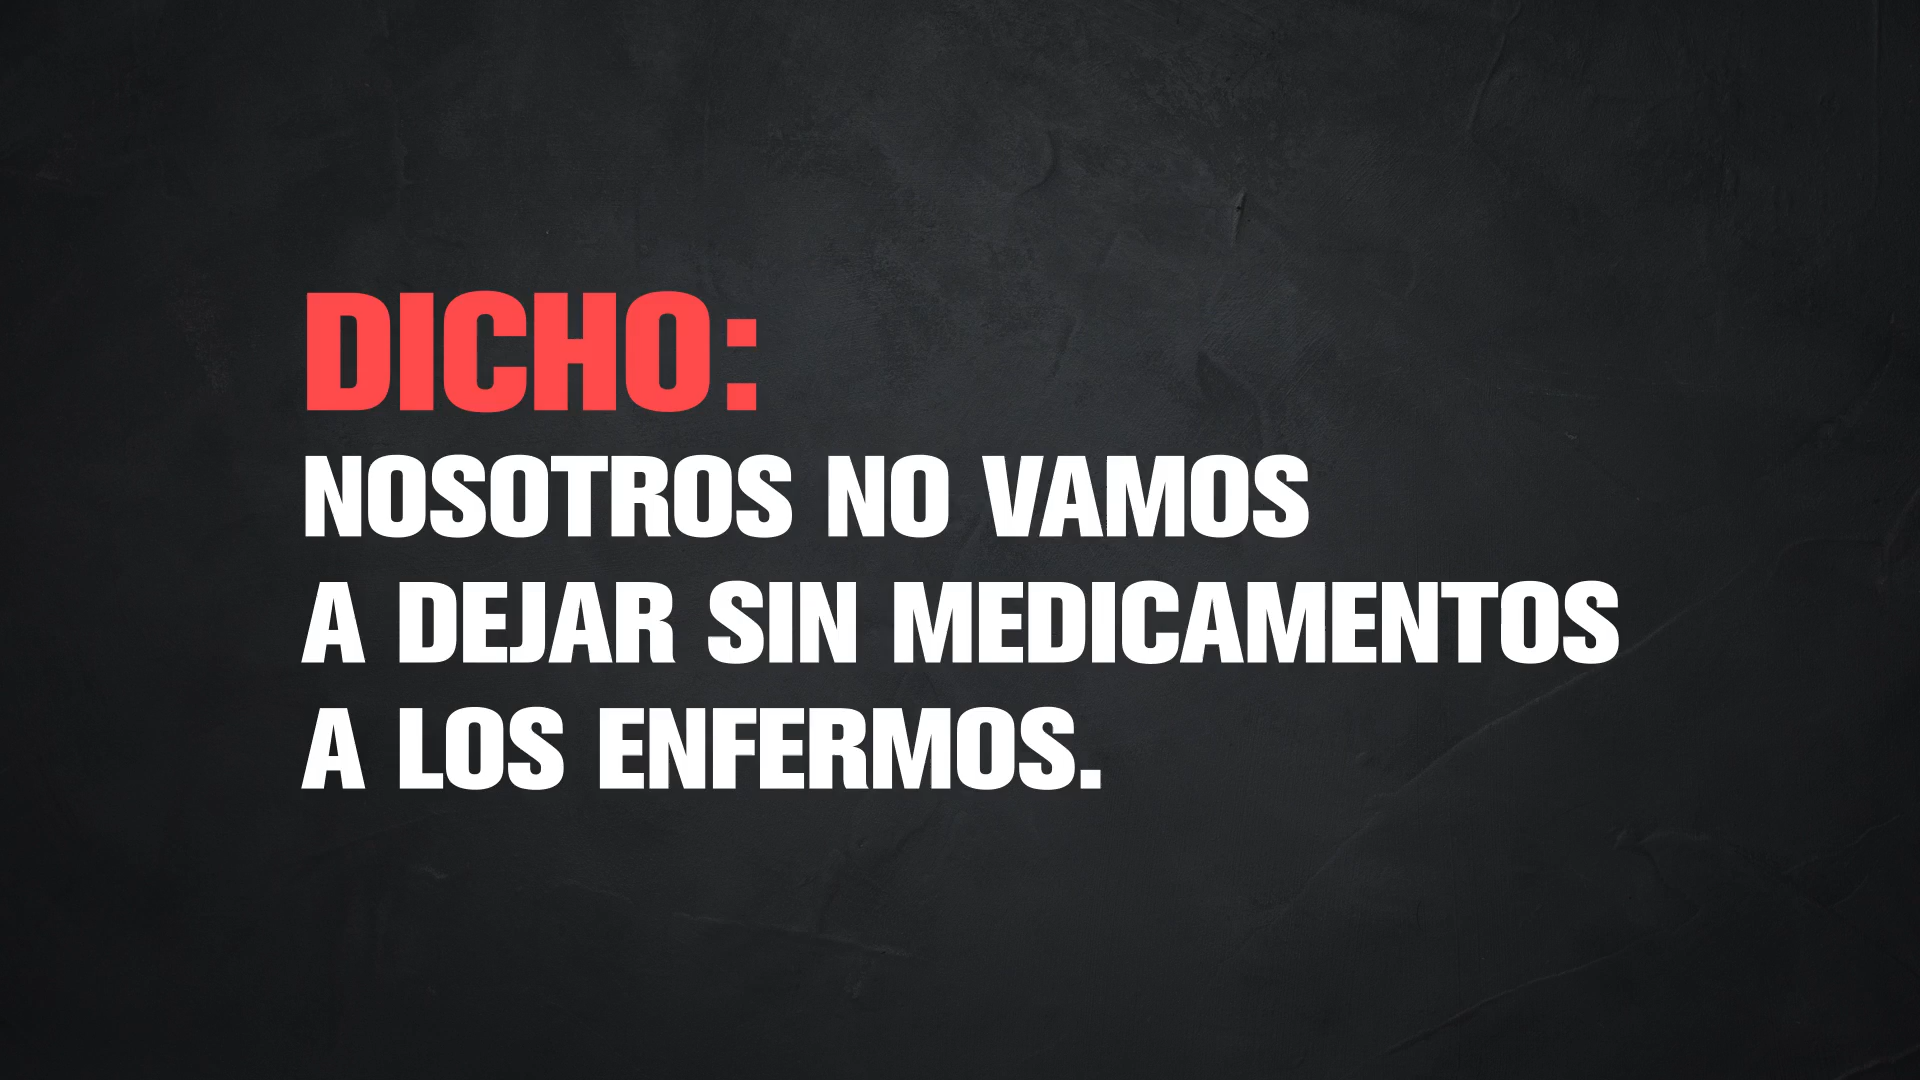 DICHO:
NOSOTROS NO VAMOS
A DEJAR SIN MEDICAMENTOS
A LOS ENFERMOS.